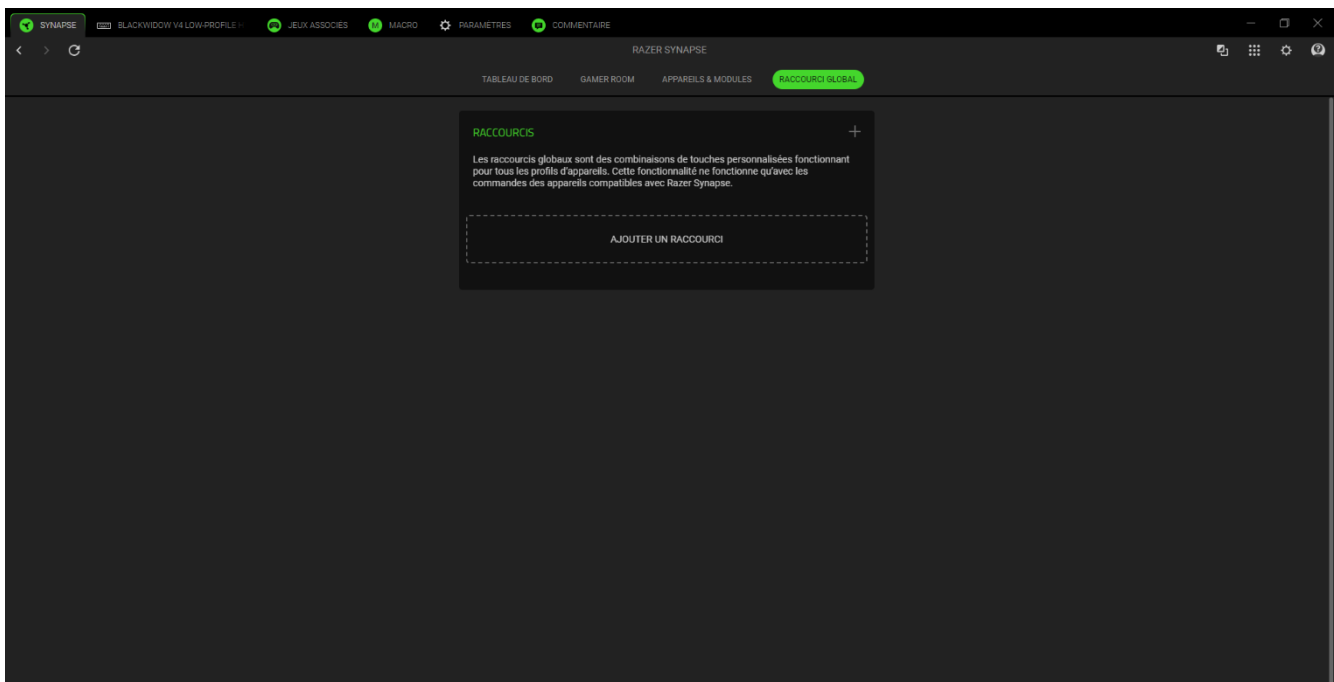 SYNAPSE
BLACKWIDOW V4 LOW-PROFILE H
JEUX ASSOCIÉS
M
MACRO
PARAMÈTRES
COMMENTAIRE
RAZER SYNAPSE
TABLEAU DE BORD
GAMER ROOM
APPAREILS & MODULES
RACCOURCI GLOBAL
RACCOURCIS
Les raccourcis globaux sont des combinaisons de touches personnalisées fonctionnant
pour tous les profils d'appareils. Cette fonctionnalité ne fonctionne qu'avec les
commandes des appareils compatibles avec Razer Synapse.
AJOUTER UN RACCOURCI